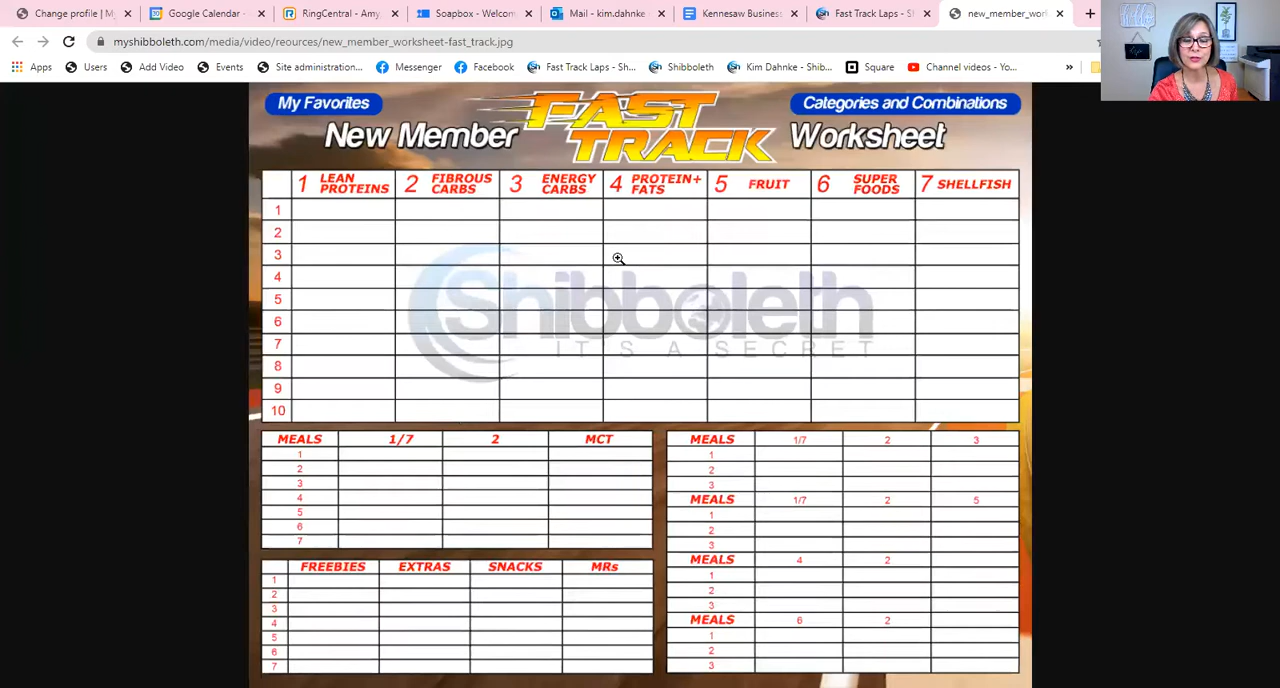 Change profile | M
Google Calendar -
RingCentral - Amy
Soapbox - Welcom
Mail - kim.dahnke
Kennesaw Business
Fast Track Laps - Sh
new_member_work
myshibboleth.com/media/video/reources/new_member_worksheet-fast_track.jpg
Apps Users Add Video Events Site administration... Messenger Faceb Fast Track Laps - Sh... Shibboleth Kim Dahnke - Shib... Square Channel videos - Yo... »
My Favorites
Categories and Combinations
New Member FAST TRACK Worksheet
1 LEAN PROTEINS 2 FIBROUS CARBS 3 ENERGY CARBS 4 PROTEIN+ FATS 5 FRUIT 6 SUPER FOODS 7 SHELLFISH
1
2
3
4
5
6
7
8
9
10
Shibboleth
IT'S A SECRET
MEALS 1/7 2 MCT
1
2
3
4
5
6
7
FREEBIES EXTRAS SNACKS MRs
1
2
3
4
5
6
7
MEALS 1/7 2 3
1
2
3
MEALS 1/7 2 5
1
2
3
MEALS 4 2
1
2
3
MEALS 6 2
1
2
3